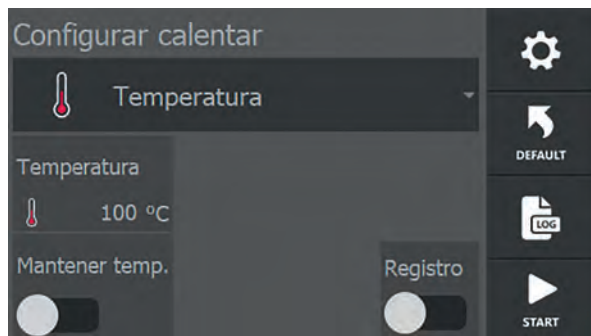 Configurar calentar
Temperatura
DEFAULT
Temperatura
100 °C
LOG
Mantener temp.
Registro
START